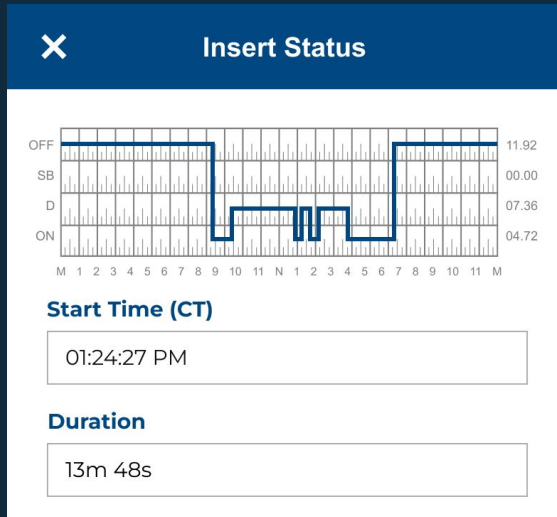 Insert Status
OFF 11.92
SB 00.00
D 07.36
ON 04.72
M 1 2 3 4 5 6 7 8 9 10 11 N 1 2 3 4 5 6 7 8 9 10 11 M
Start Time (CT)
01:24:27 PM
Duration
13m 48s